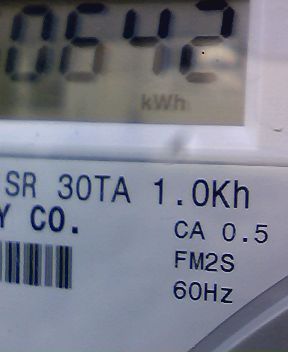 0642
kWh
SR 30TA 1.0Kh
Y CO.
CA 0.5
FM2S
60Hz